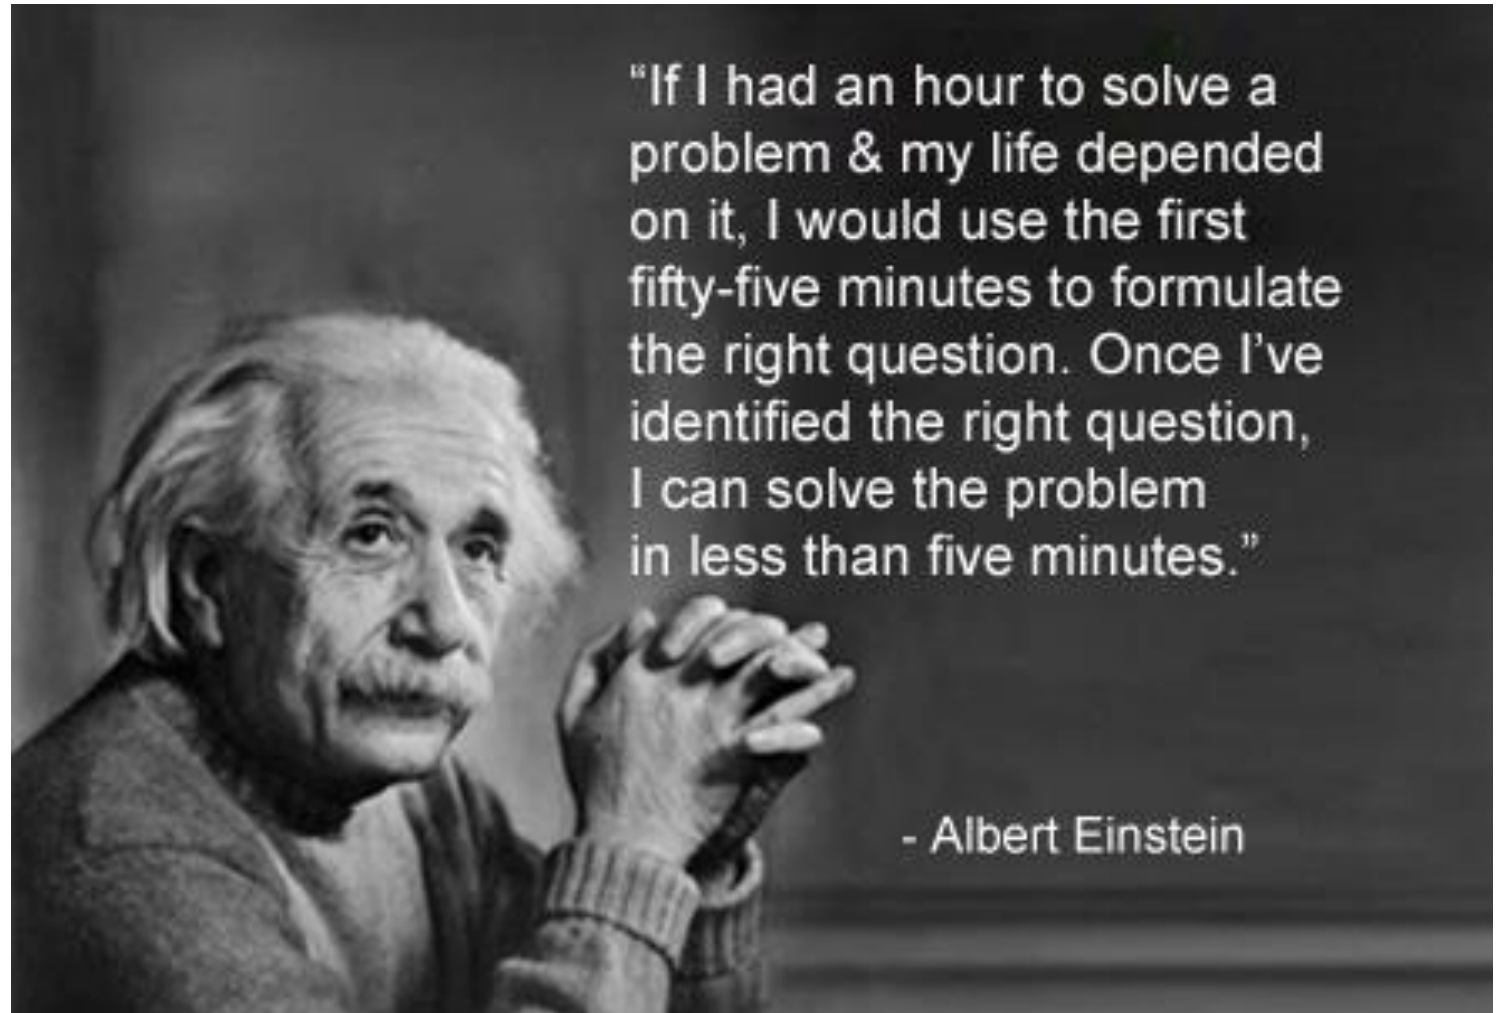 “If I had an hour to solve a
problem & my life depended
on it, I would use the first
fifty-five minutes to formulate
the right question. Once I’ve
identified the right question,
I can solve the problem
in less than five minutes.”
- Albert Einstein